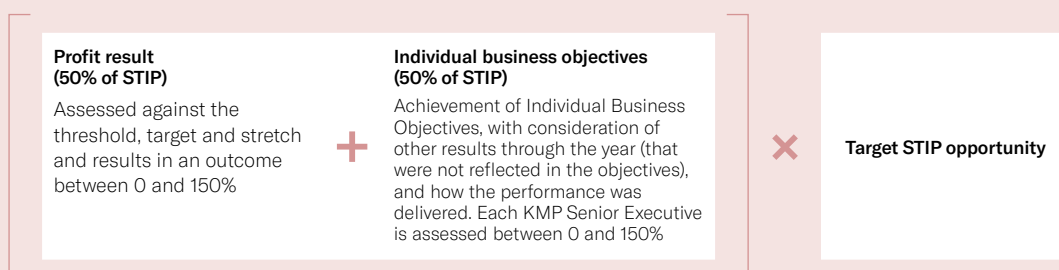 Profit result
(50% of STIP)
Assessed against the
threshold, target and stretch
and results in an outcome
between 0 and 150%
+
Individual business objectives
(50% of STIP)
Achievement of Individual Business
Objectives, with consideration of
other results through the year (that
were not reflected in the objectives),
and how the performance was
delivered. Each KMP Senior Executive
is assessed between 0 and 150%
×
Target STIP opportunity